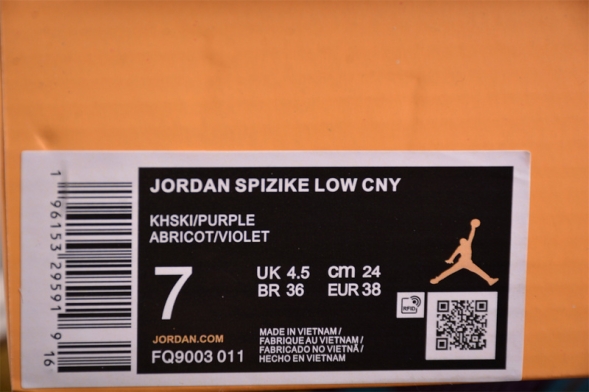 JORDAN SPIZIKE LOW CNY
KHSKI/PURPLE
ABRICOT/VIOLET
7
UK 4.5 cm 24
BR 36 EUR 38
RFID
JORDAN.COM
FQ9003 011
MADE IN VIETNAM /
FABRIQUE AU VIETNAM /
FABRICADO NO VIETNÃ /
HECHO EN VIETNAM
1 96153 29591 9 16